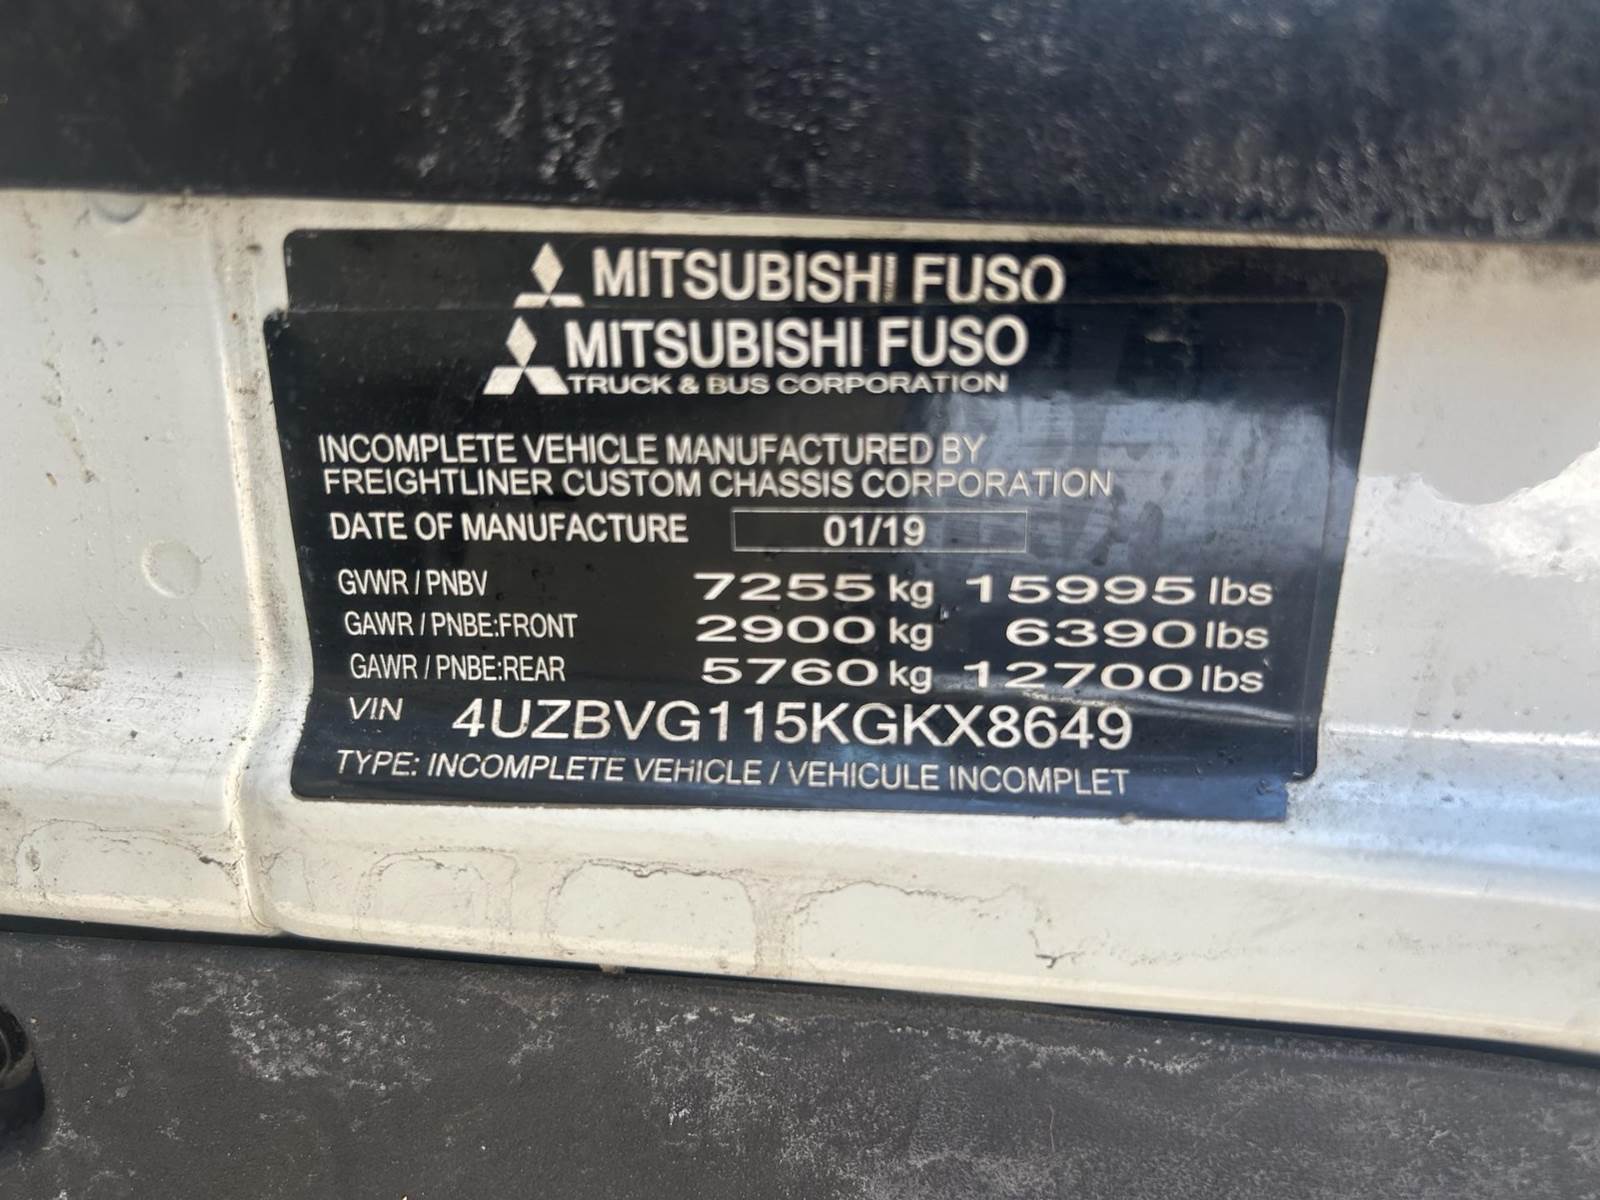 MITSUBISHI FUSO
MITSUBISHI FUSO
TRUCK & BUS CORPORATION
INCOMPLETE VEHICLE MANUFACTURED BY
FREIGHTLINER CUSTOM CHASSIS CORPORATION
DATE OF MANUFACTURE 01/19
GVWR / PNBV 7255 kg 15995 lbs
GAWR / PNBE:FRONT 2900 kg 6390 lbs
GAWR / PNBE:REAR 5760 kg 12700 lbs
VIN 4UZBVG115KGKX8649
TYPE: INCOMPLETE VEHICLE / VEHICULE INCOMPLET